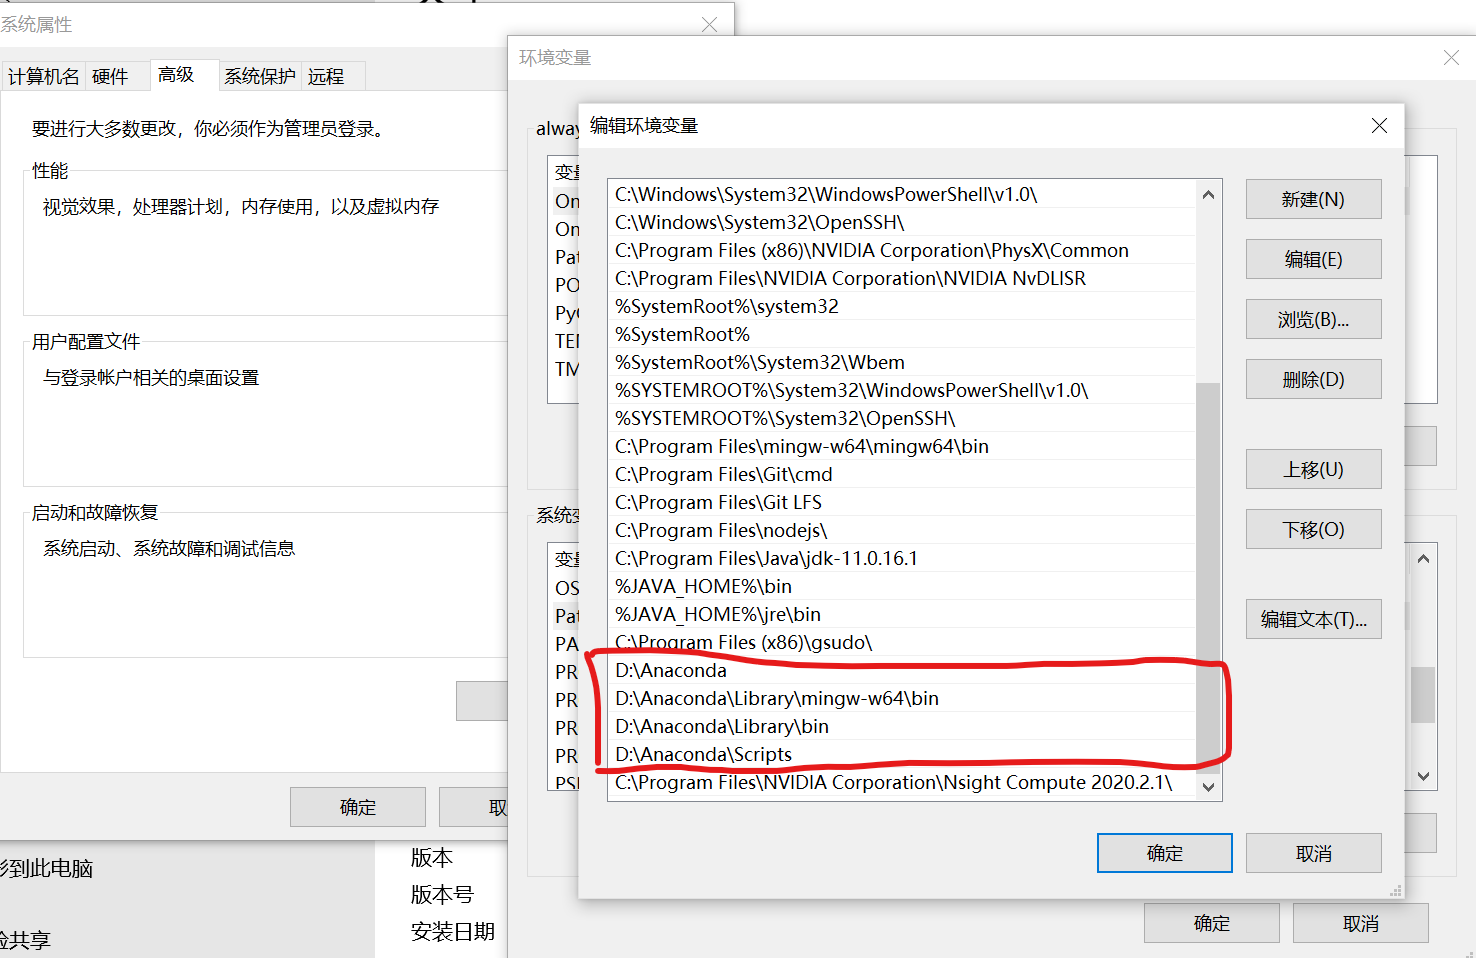 系统属性
计算机名
硬件
高级
系统保护
远程
要进行大多数更改，你必须作为管理员登录。
性能
视觉效果，处理器计划，内存使用，以及虚拟内存
用户配置文件
与登录帐户相关的桌面设置
启动和故障恢复
系统启动、系统故障和调试信息
确定
取
到此电脑
共享
版本
版本号
安装日期
环境变量
alway
变量
On
On
Pat
PO
PyC
TEM
TM
系统变
变量
OS
Pat
PA
PR
PR
PR
PR
PSM
编辑环境变量
C:\Windows\System32\WindowsPowerShell\v1.0\
C:\Windows\System32\OpenSSH\
C:\Program Files (x86)\NVIDIA Corporation\PhysX\Common
C:\Program Files\NVIDIA Corporation\NVIDIA NvDLISR
%SystemRoot%\system32
%SystemRoot%
%SystemRoot%\System32\Wbem
%SYSTEMROOT%\System32\WindowsPowerShell\v1.0\
%SYSTEMROOT%\System32\OpenSSH\
C:\Program Files\mingw-w64\mingw64\bin
C:\Program Files\Git\cmd
C:\Program Files\Git LFS
C:\Program Files\nodejs\
C:\Program Files\Java\jdk-11.0.16.1
%JAVA_HOME%\bin
%JAVA_HOME%\jre\bin
C:\Program Files (x86)\gsudo\
D:\Anaconda
D:\Anaconda\Library\mingw-w64\bin
D:\Anaconda\Library\bin
D:\Anaconda\Scripts
C:\Program Files\NVIDIA Corporation\Nsight Compute 2020.2.1\
新建(N)
编辑(E)
浏览(B)...
删除(D)
上移(U)
下移(O)
编辑文本(T)...
确定
取消
确定
取消